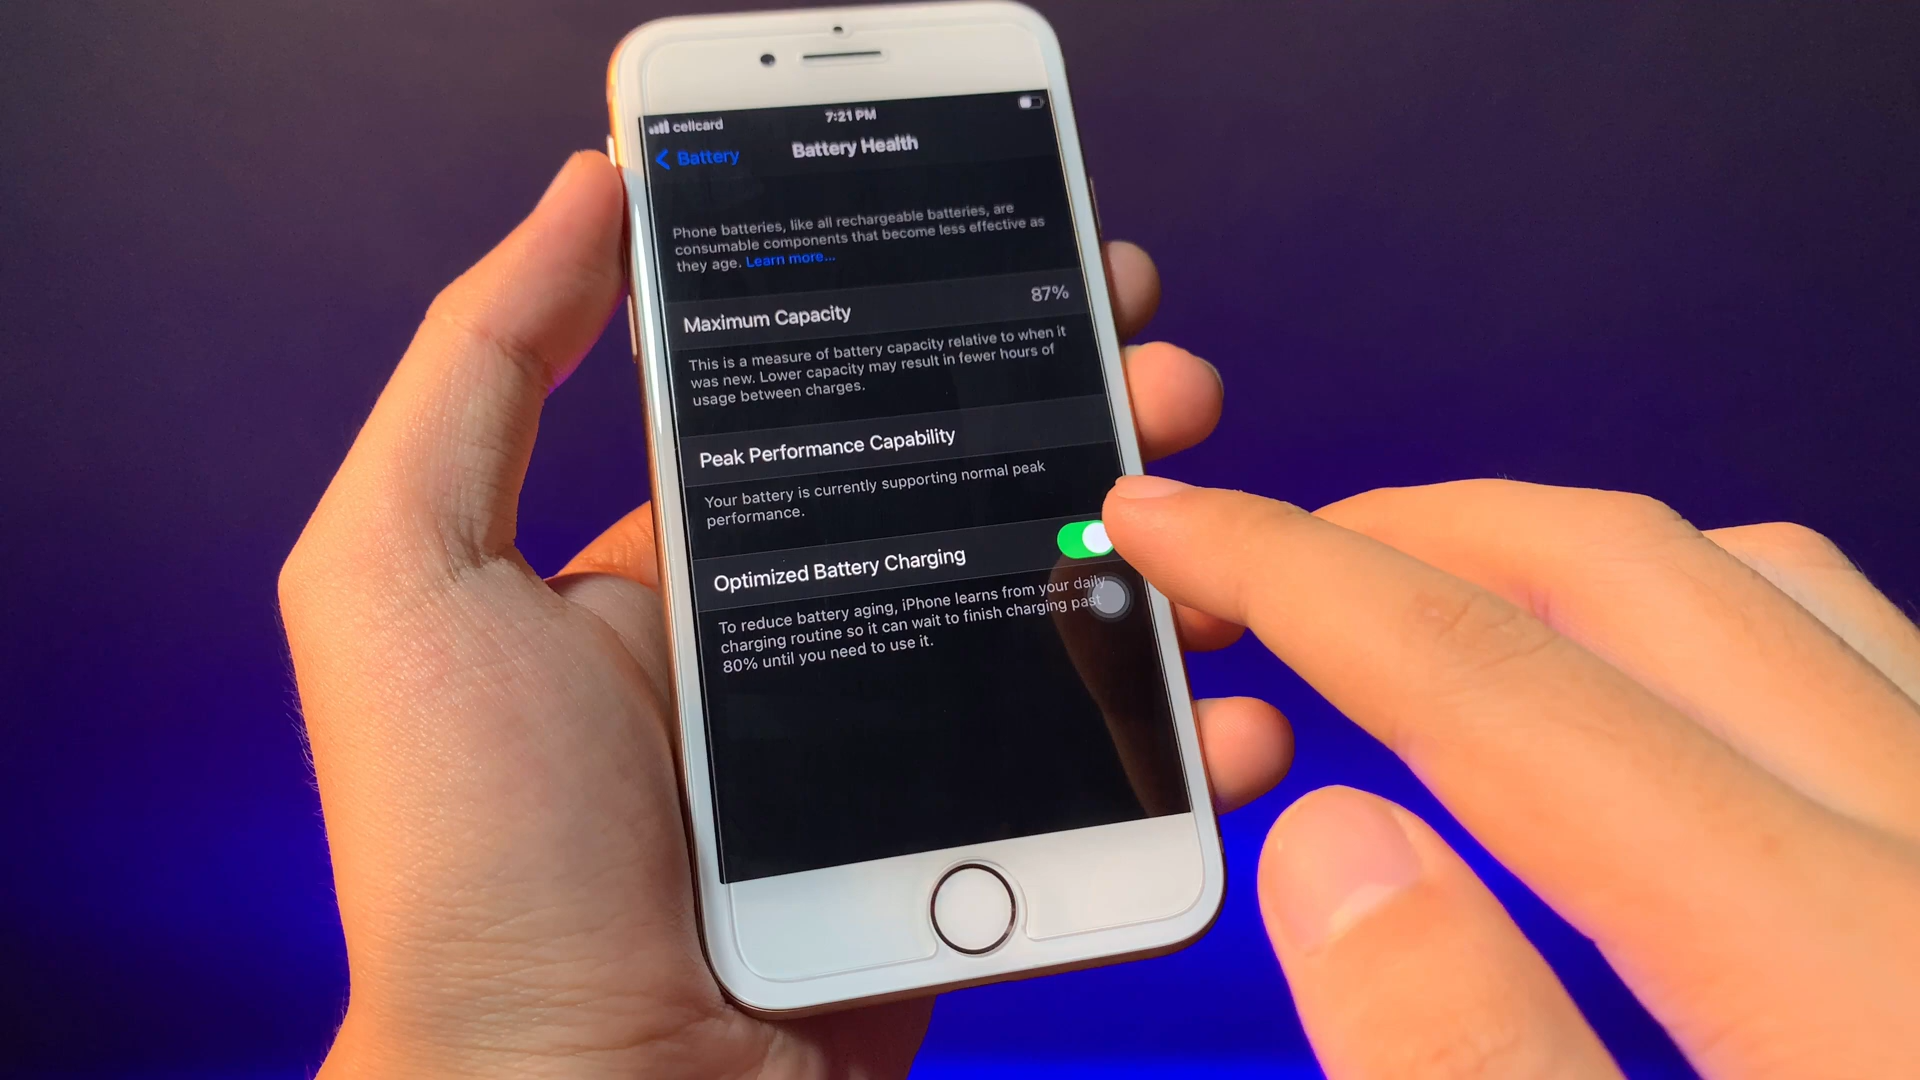 cellcard 7:21 PM
Battery Battery Health
Phone batteries, like all rechargeable batteries, are
consumable components that become less effective as
they age. Learn more...
Maximum Capacity 87%
This is a measure of battery capacity relative to when it
was new. Lower capacity may result in fewer hours of
usage between charges.
Peak Performance Capability
Your battery is currently supporting normal peak
performance.
Optimized Battery Charging
To reduce battery aging, iPhone learns from your daily
charging routine so it can wait to finish charging past
80% until you need to use it.